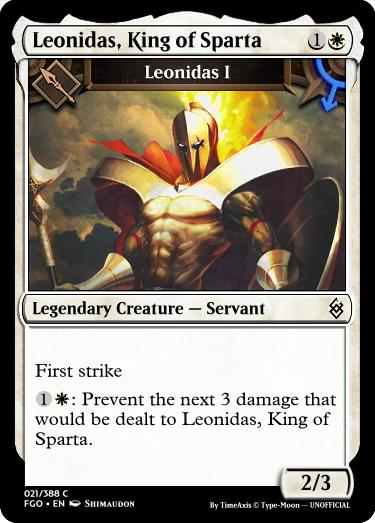 Leonidas, King of Sparta 1
Leonidas I
Legendary Creature — Servant
First strike
1 : Prevent the next 3 damage that
would be dealt to Leonidas, King of
Sparta.
2/3
021/388 C
FGO • EN Shimaudon
By TimeAxis © Type-Moon — UNOFFICIAL